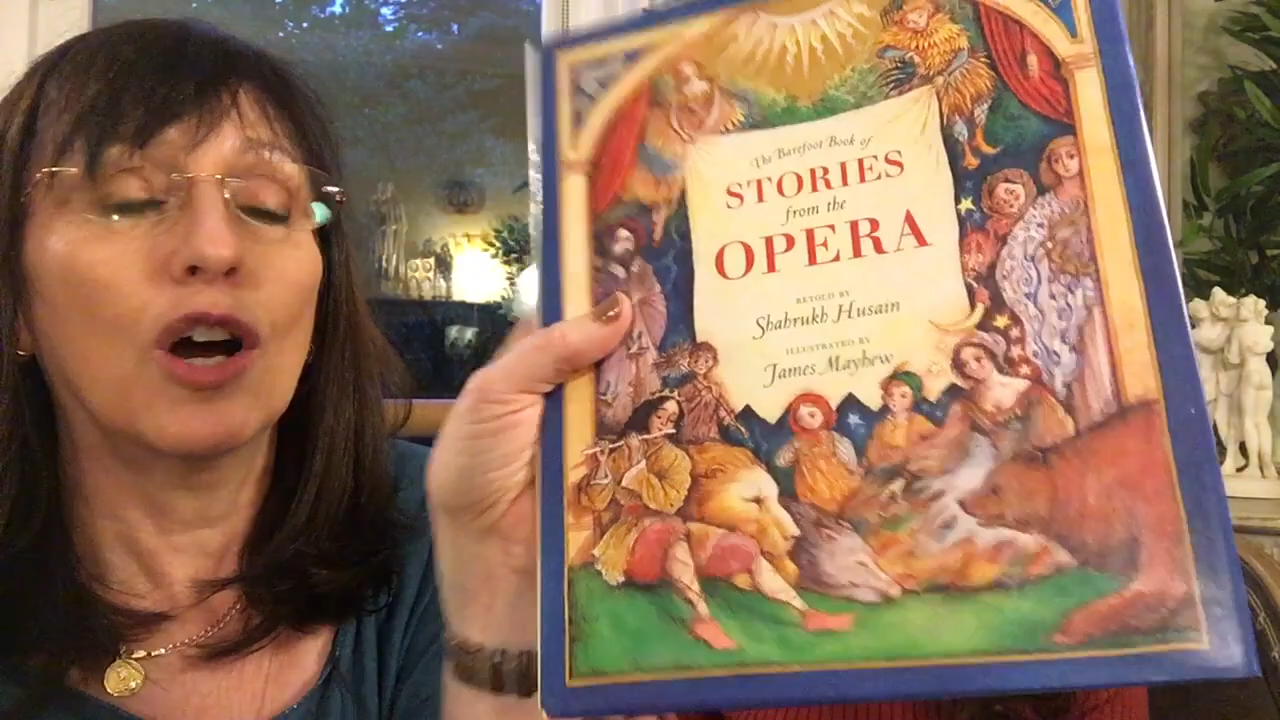 The Barefoot Book of
STORIES
from the
OPERA
RETOLD BY
Shahrukh Husain
ILLUSTRATED BY
James Mayhew